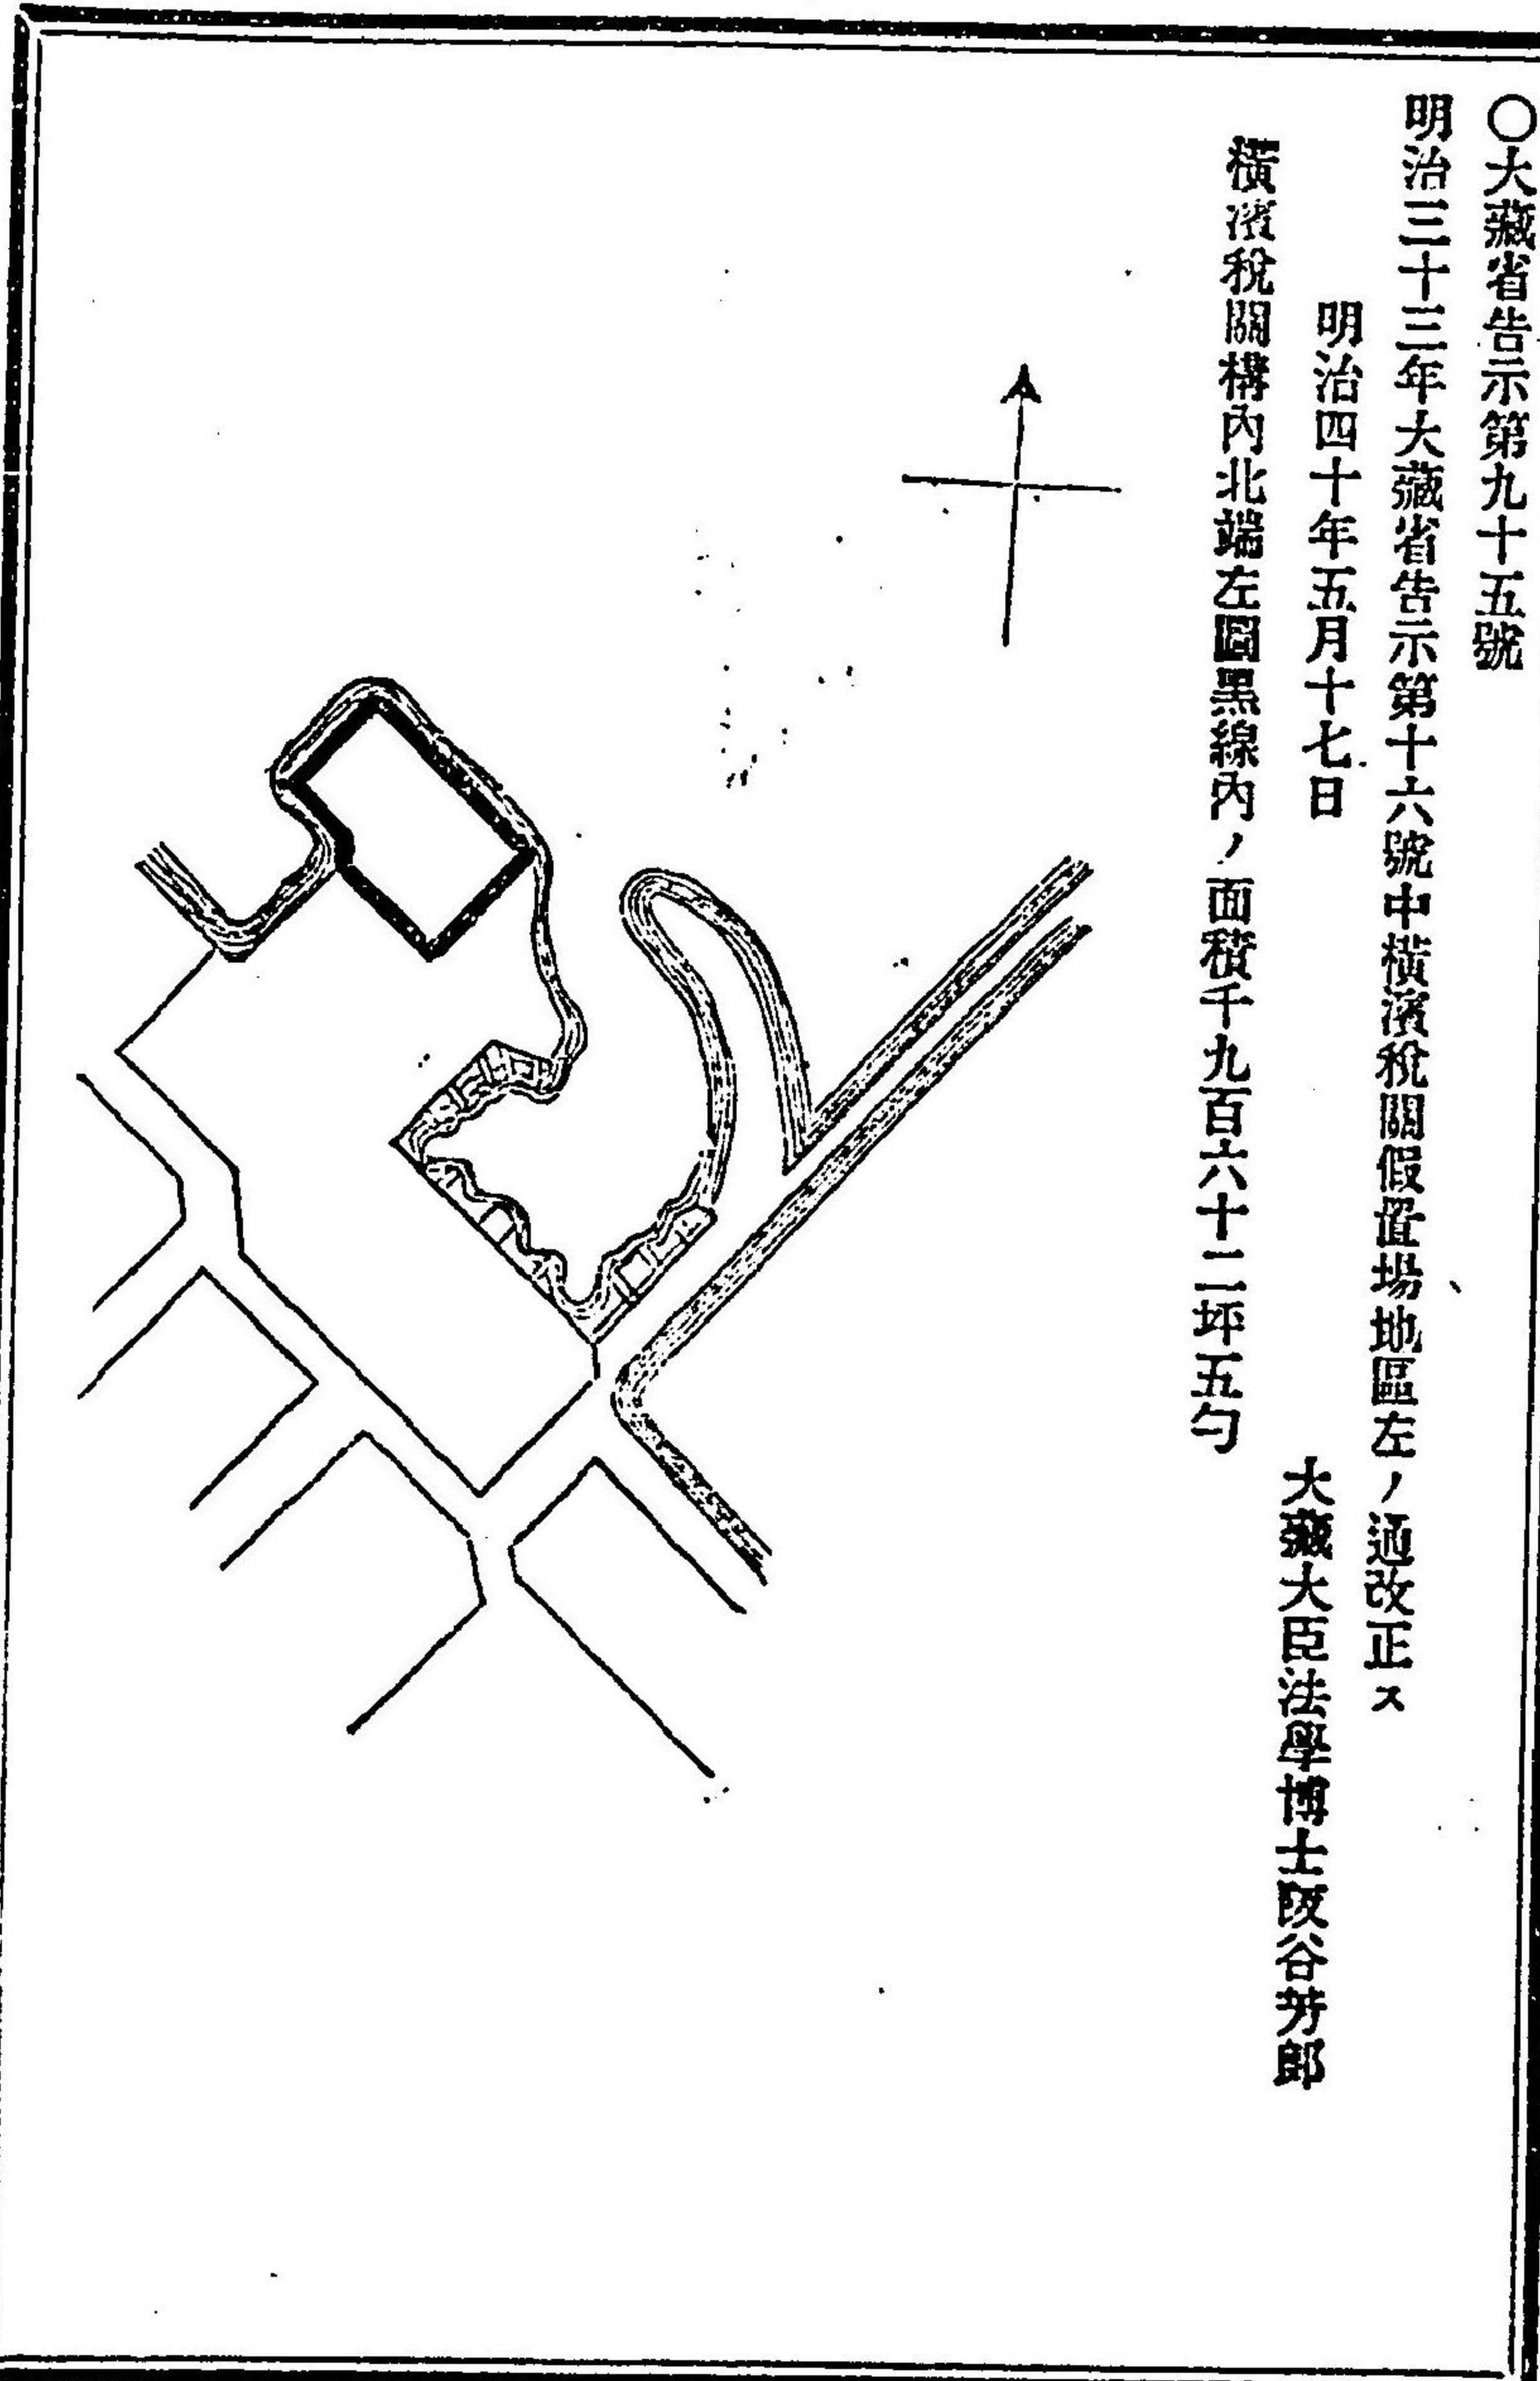 〇大藏省告示第九十五號
明治三十三年大藏省告示第十六號中橫濱稅關假置場地區左ノ通改正ス
明治四十年五月十七日
大藏大臣法學博士阪谷芳郎
橫濱稅關構內北端左圖黑線內ノ面積千九百六十二坪五勺